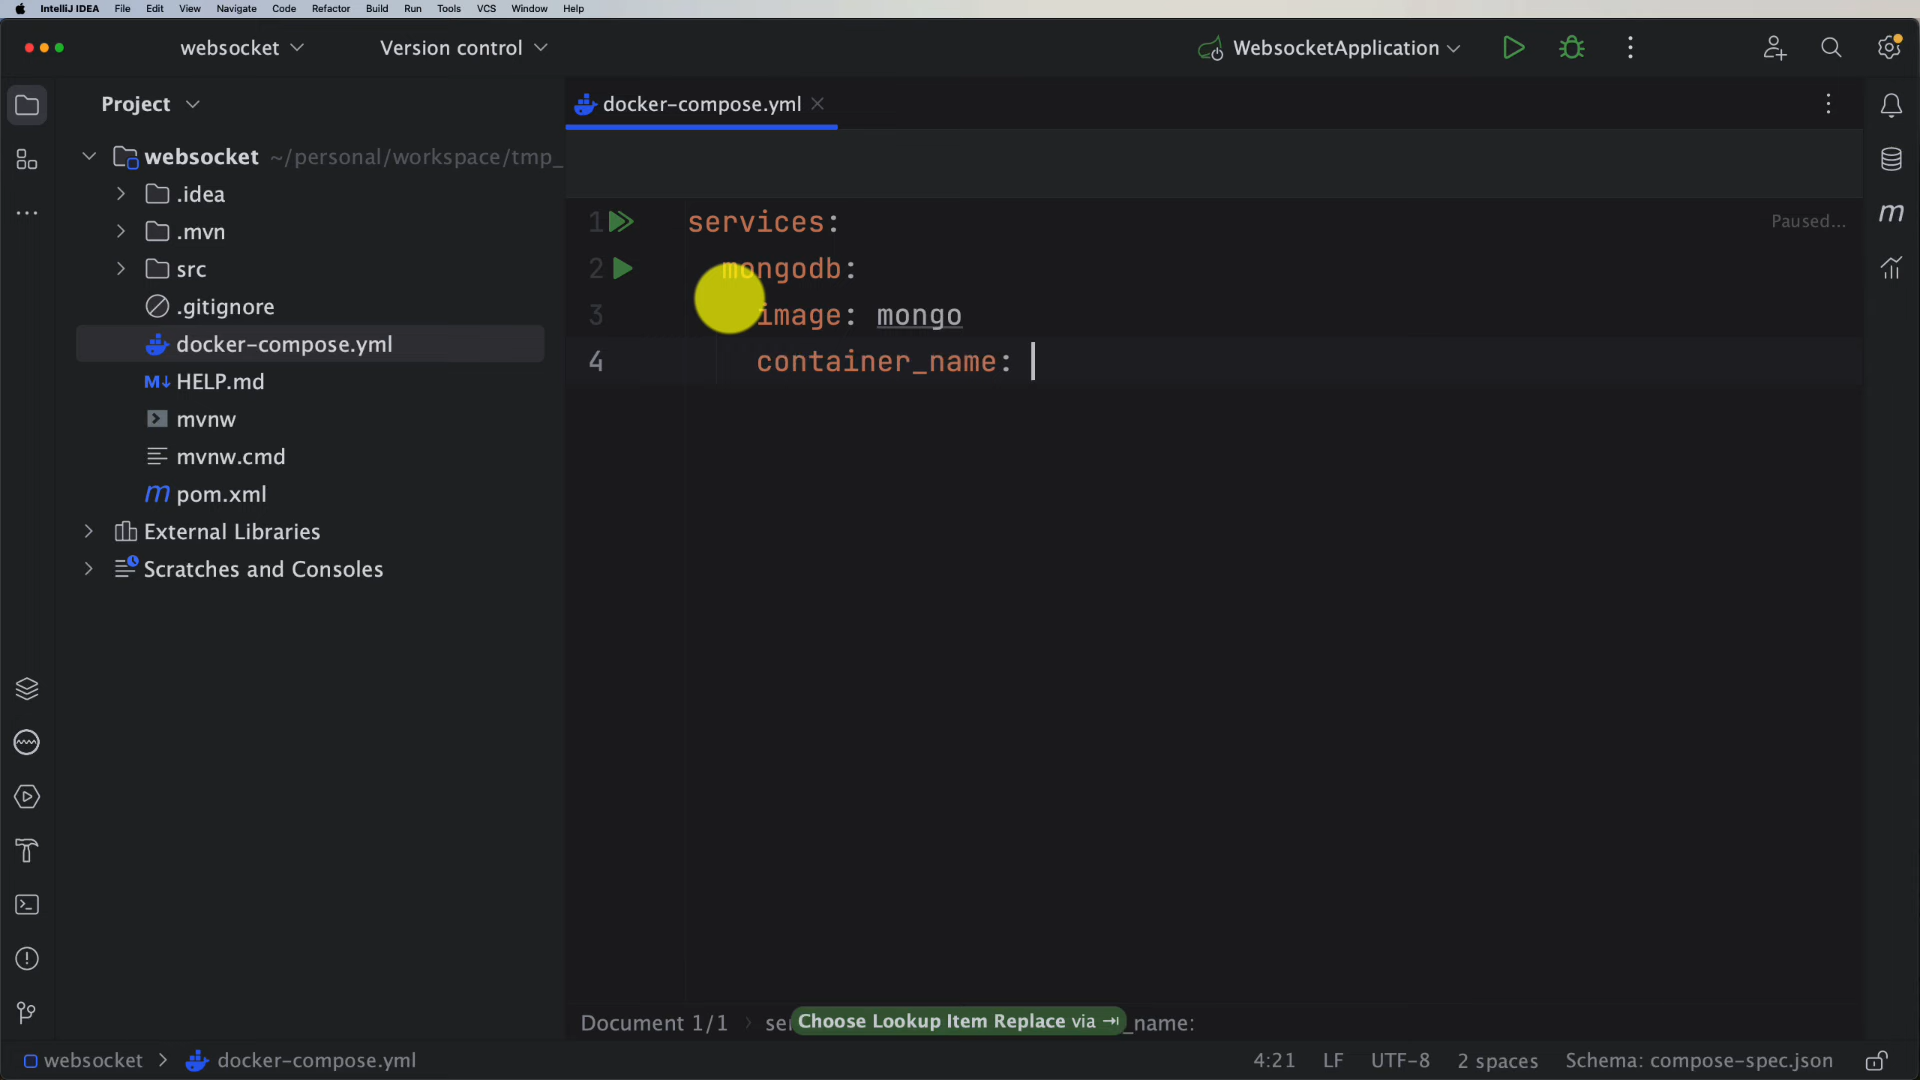 IntelliJ IDEA File Edit View Navigate Code Refactor Build Run Tools VCS Window Help
websocket Version control WebsocketApplication
Project docker-compose.yml
websocket ~/personal/workspace/tmp_
.idea
.mvn
src
.gitignore
docker-compose.yml
HELP.md
mvnw
mvnw.cmd
pom.xml
External Libraries
Scratches and Consoles
1 services:
Paused...
2 mongodb:
3 image: mongo
4 container_name:
Document 1/1 › ser Choose Lookup Item Replace via ⇥ _name:
websocket > docker-compose.yml 4:21 LF UTF-8 2 spaces Schema: compose-spec.json